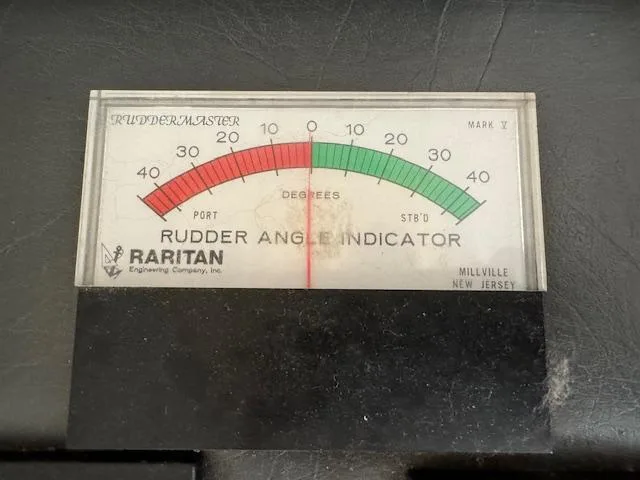 RUDDERMASTER
MARK V
40 30 20 10 0 10 20 30 40
DEGREES
PORT
STB'D
RUDDER ANGLE INDICATOR
RARITAN
Engineering Company, Inc.
MILLVILLE
NEW JERSEY